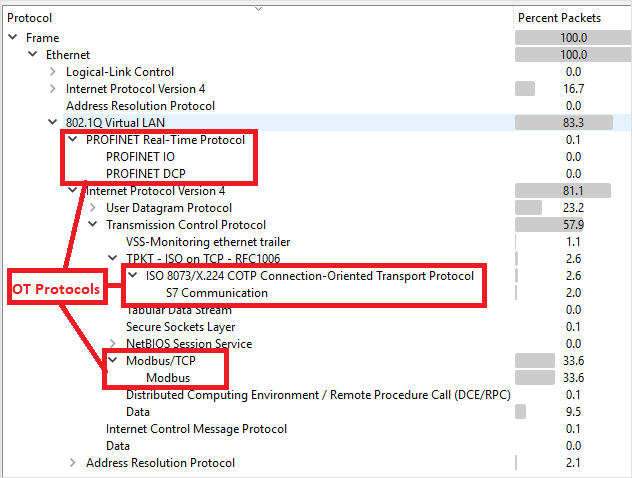 Protocol Percent Packets
Frame 100.0
Ethernet 100.0
Logical-Link Control 0.0
Internet Protocol Version 4 16.7
Address Resolution Protocol 0.0
802.1Q Virtual LAN 83.3
PROFINET Real-Time Protocol 0.1
PROFINET IO 0.0
PROFINET DCP 0.0
Internet Protocol Version 4 81.1
User Datagram Protocol 23.2
Transmission Control Protocol 57.9
VSS-Monitoring ethernet trailer 1.1
TPKT - ISO on TCP - RFC1006 2.6
ISO 8073/X.224 COTP Connection-Oriented Transport Protocol 2.6
S7 Communication 2.0
OT Protocols
Tabular Data Stream 0.0
Secure Sockets Layer 0.1
NetBIOS Session Service 0.0
Modbus/TCP 33.6
Modbus 33.6
Distributed Computing Environment / Remote Procedure Call (DCE/RPC) 0.1
Data 9.5
Internet Control Message Protocol 0.1
Data 0.0
Address Resolution Protocol 2.1